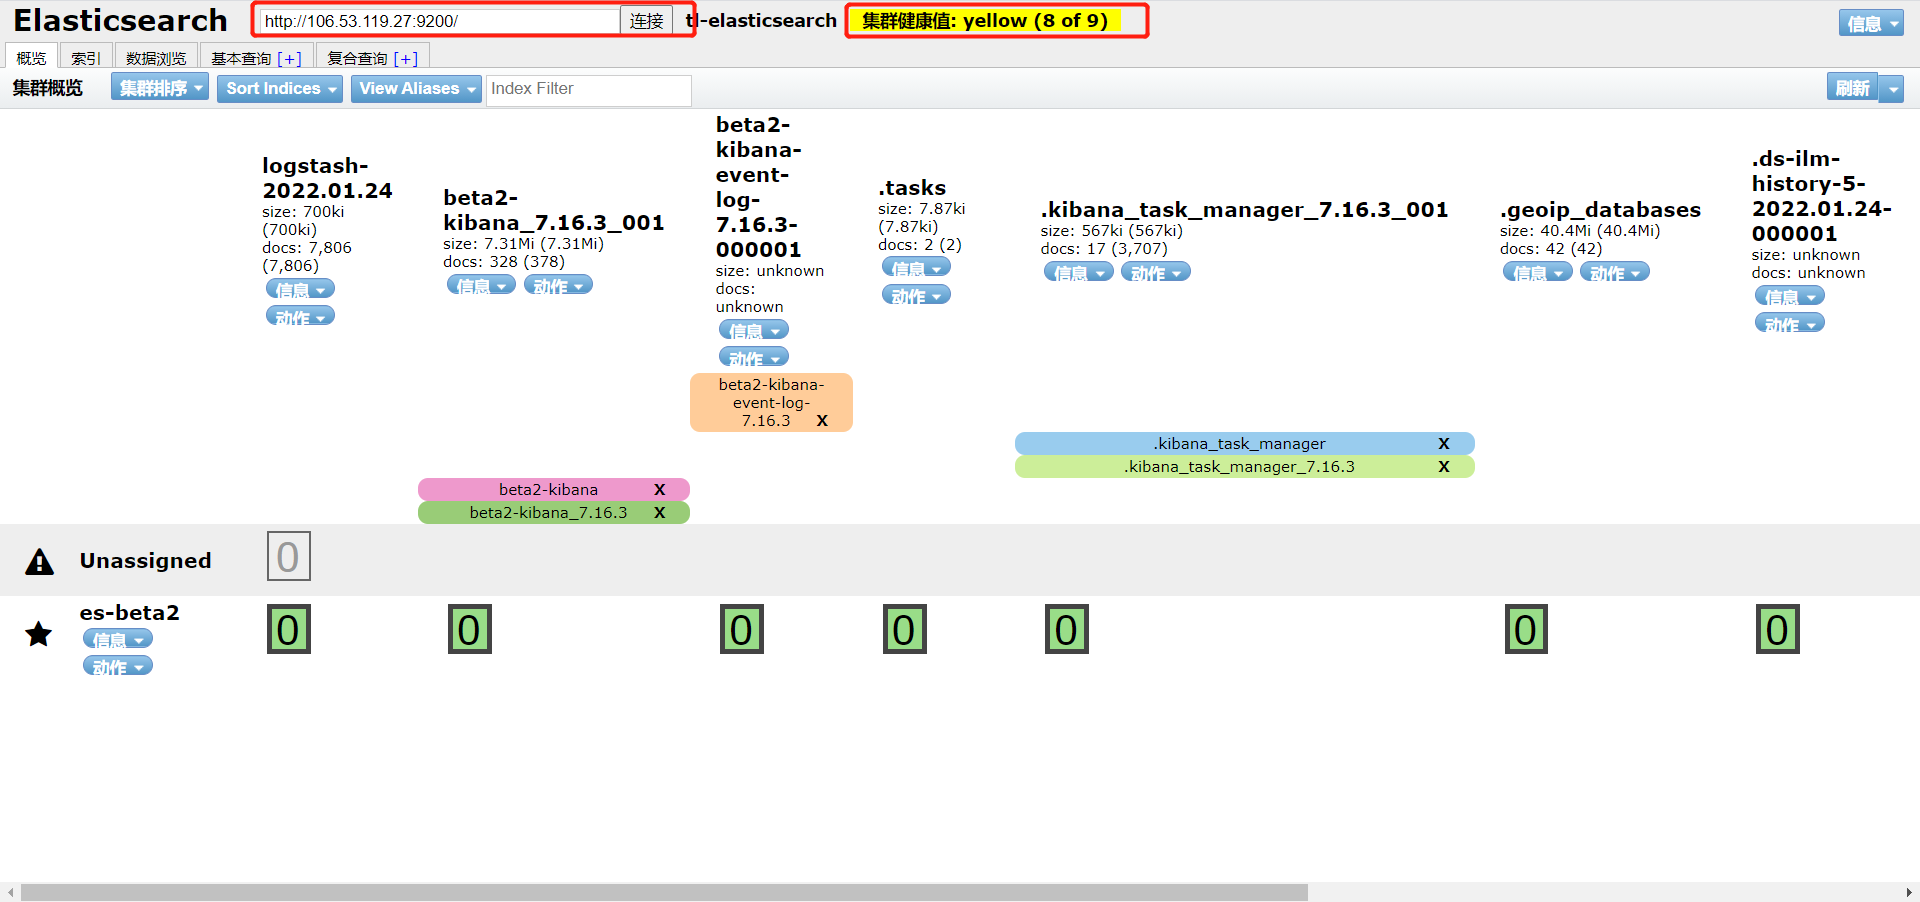 Elasticsearch
http://106.53.119.27:9200/
连接
tl-elasticsearch
集群健康值: yellow (8 of 9)
信息
概览
索引
数据浏览
基本查询 [+]
复合查询 [+]
集群概览
集群排序
Sort Indices
View Aliases
Index Filter
刷新
logstash-
2022.01.24
size: 700ki
(700ki)
docs: 7,806
(7,806)
信息
动作
beta2-
kibana_7.16.3_001
size: 7.31Mi (7.31Mi)
docs: 328 (378)
信息
动作
beta2-
kibana-
event-
log-
7.16.3-
000001
size: unknown
docs:
unknown
信息
动作
.tasks
size: 7.87ki
(7.87ki)
docs: 2 (2)
信息
动作
.kibana_task_manager_7.16.3_001
size: 567ki (567ki)
docs: 17 (3,707)
信息
动作
.geoip_databases
size: 40.4Mi (40.4Mi)
docs: 42 (42)
信息
动作
.ds-ilm-
history-5-
2022.01.24-
000001
size: unknown
docs: unknown
信息
动作
beta2-kibana-
event-log-
7.16.3 X
.kibana_task_manager X
.kibana_task_manager_7.16.3 X
beta2-kibana X
beta2-kibana_7.16.3 X
Unassigned
0
es-beta2
信息
动作
0
0
0
0
0
0
0